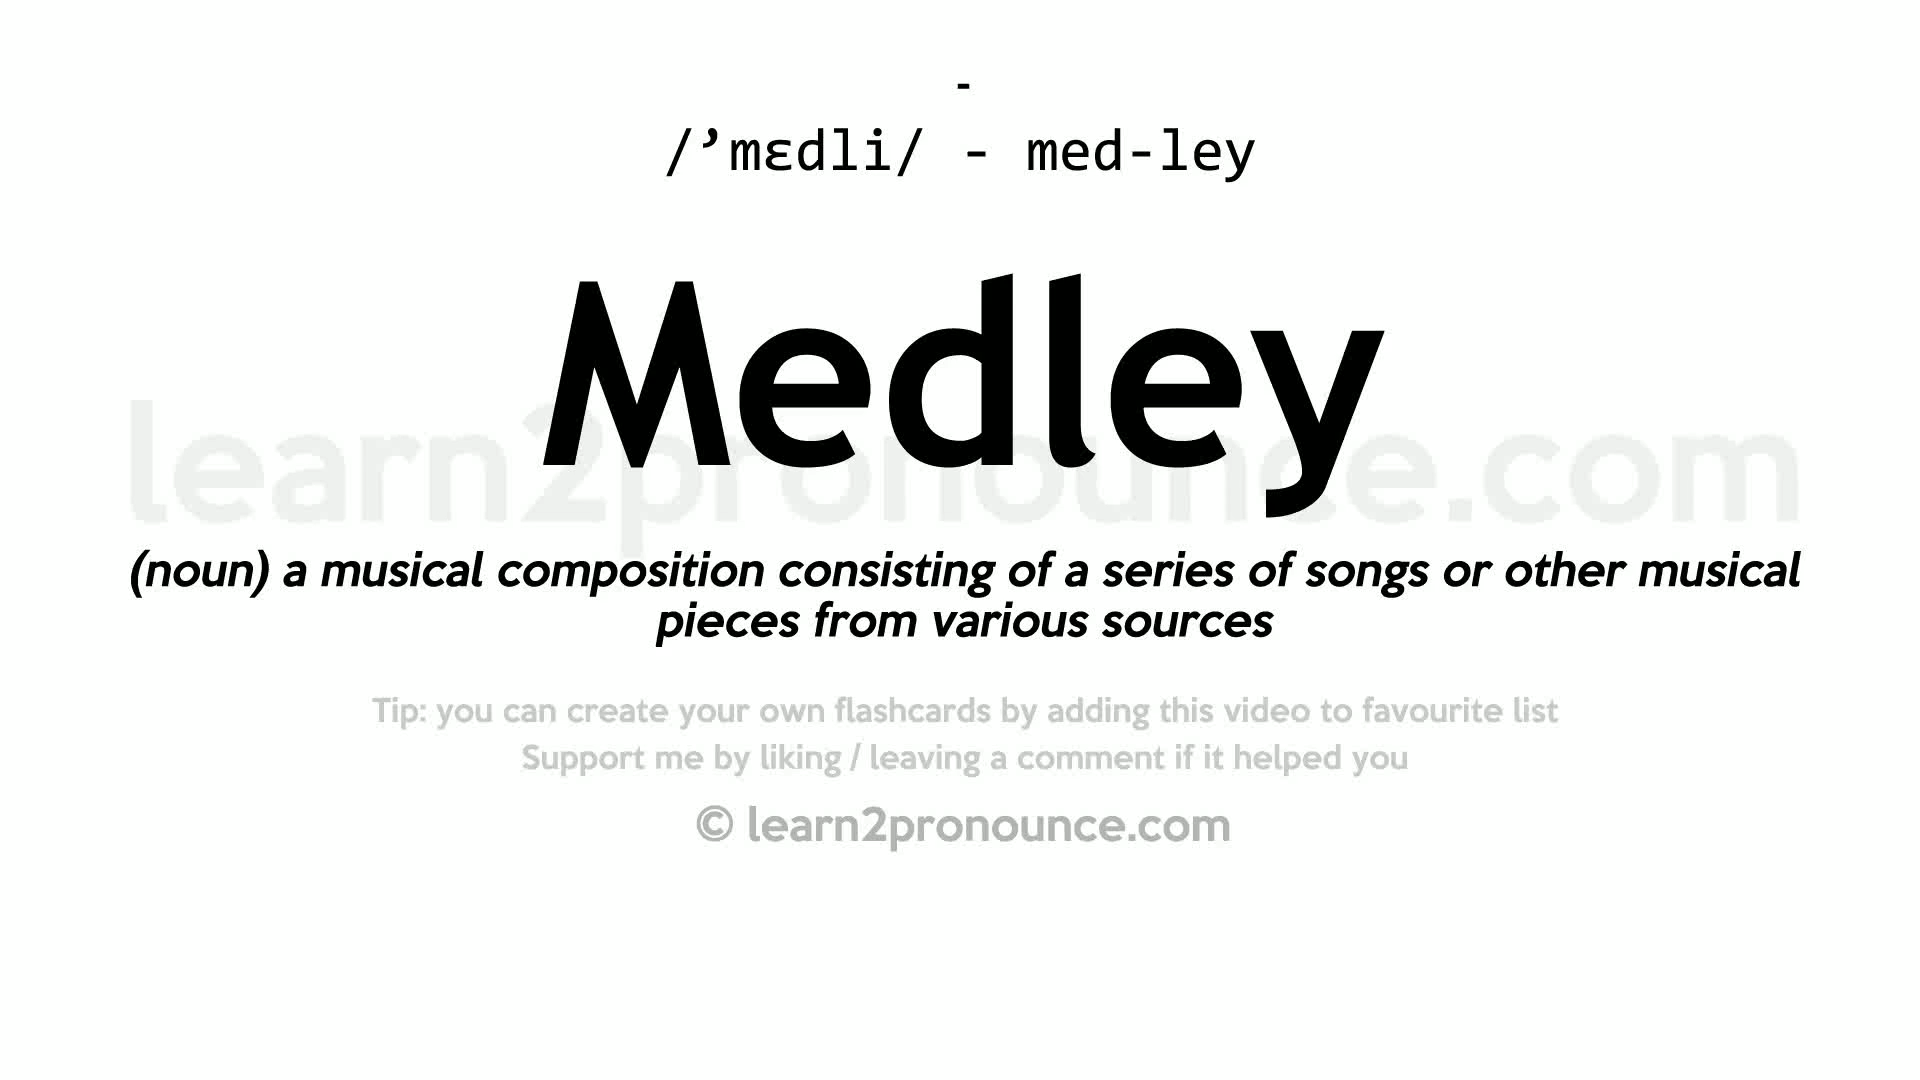 -
/’mɛdli/ - med-ley
Medley
learn2pronounce.com
(noun) a musical composition consisting of a series of songs or other musical
pieces from various sources
Tip: you can create your own flashcards by adding this video to favourite list
Support me by liking / leaving a comment if it helped you
© learn2pronounce.com